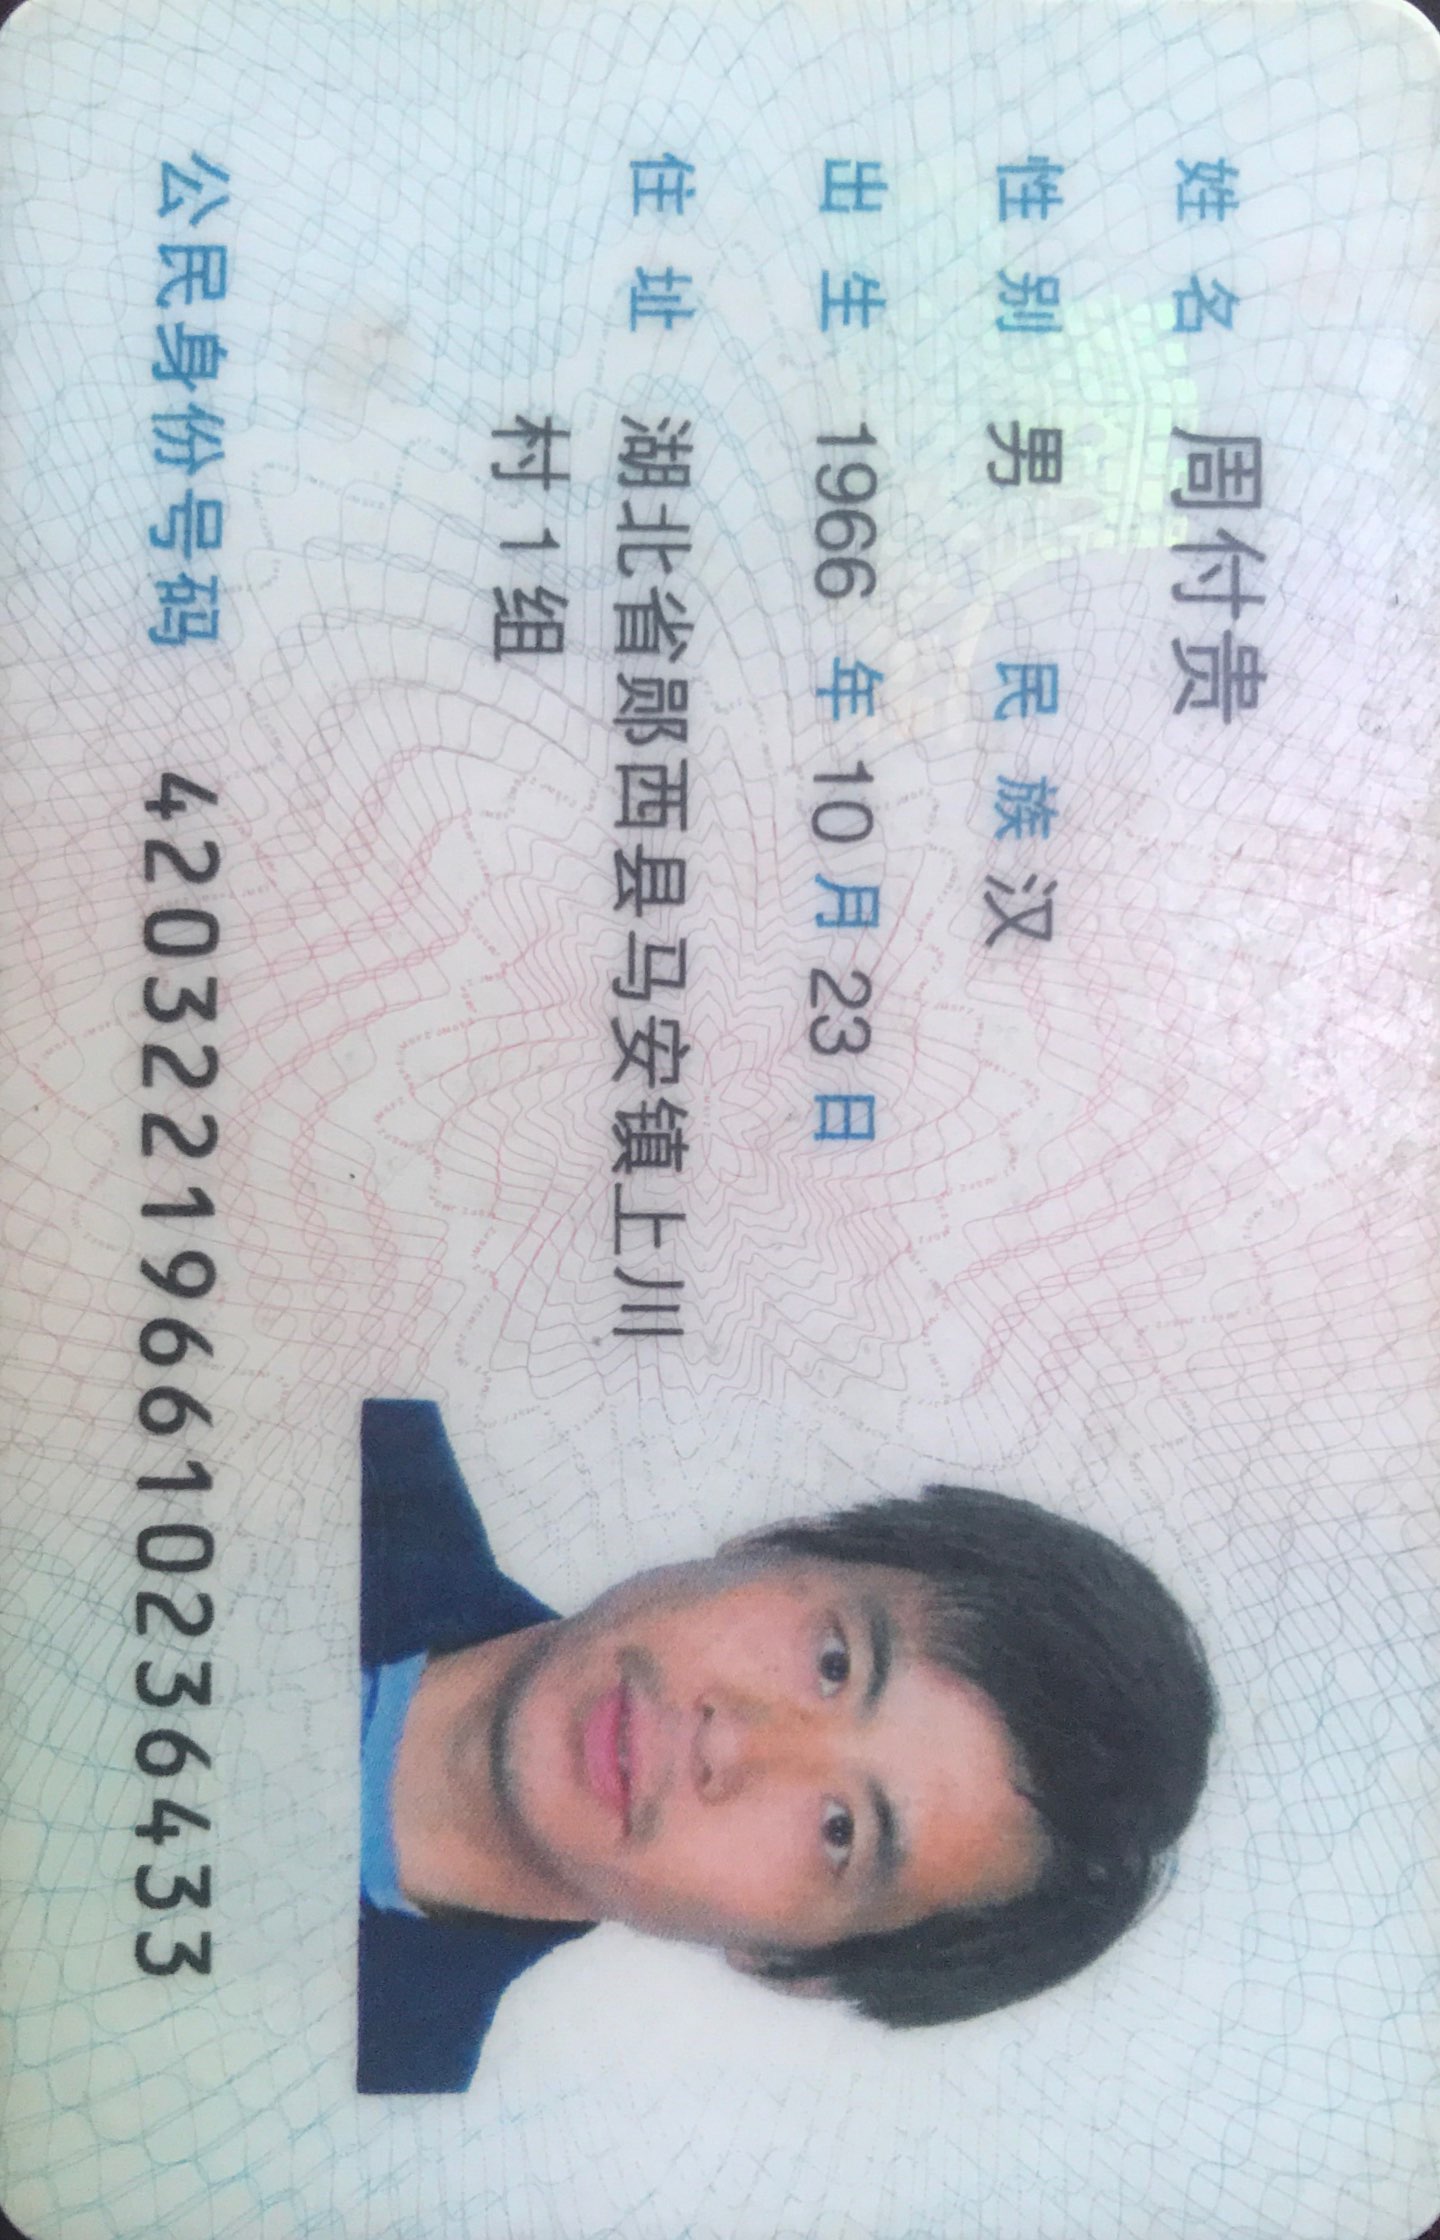 姓名 周付贵
性别 男 民族 汉
出生 1966 年 10 月 23 日
住址 湖北省郧西县马安镇上川
村1组
公民身份号码 420322196610236433